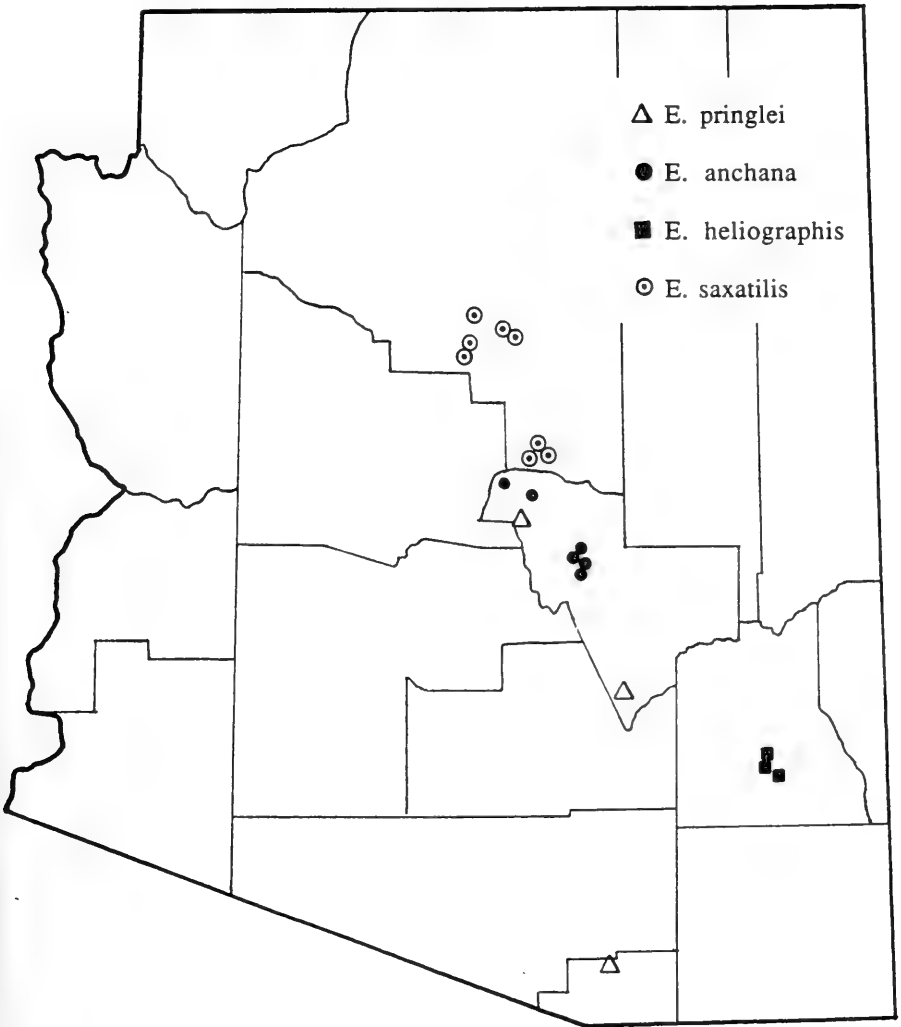 △ E. pringlei
● E. anchana
■ E. heliographis
☉ E. saxatilis